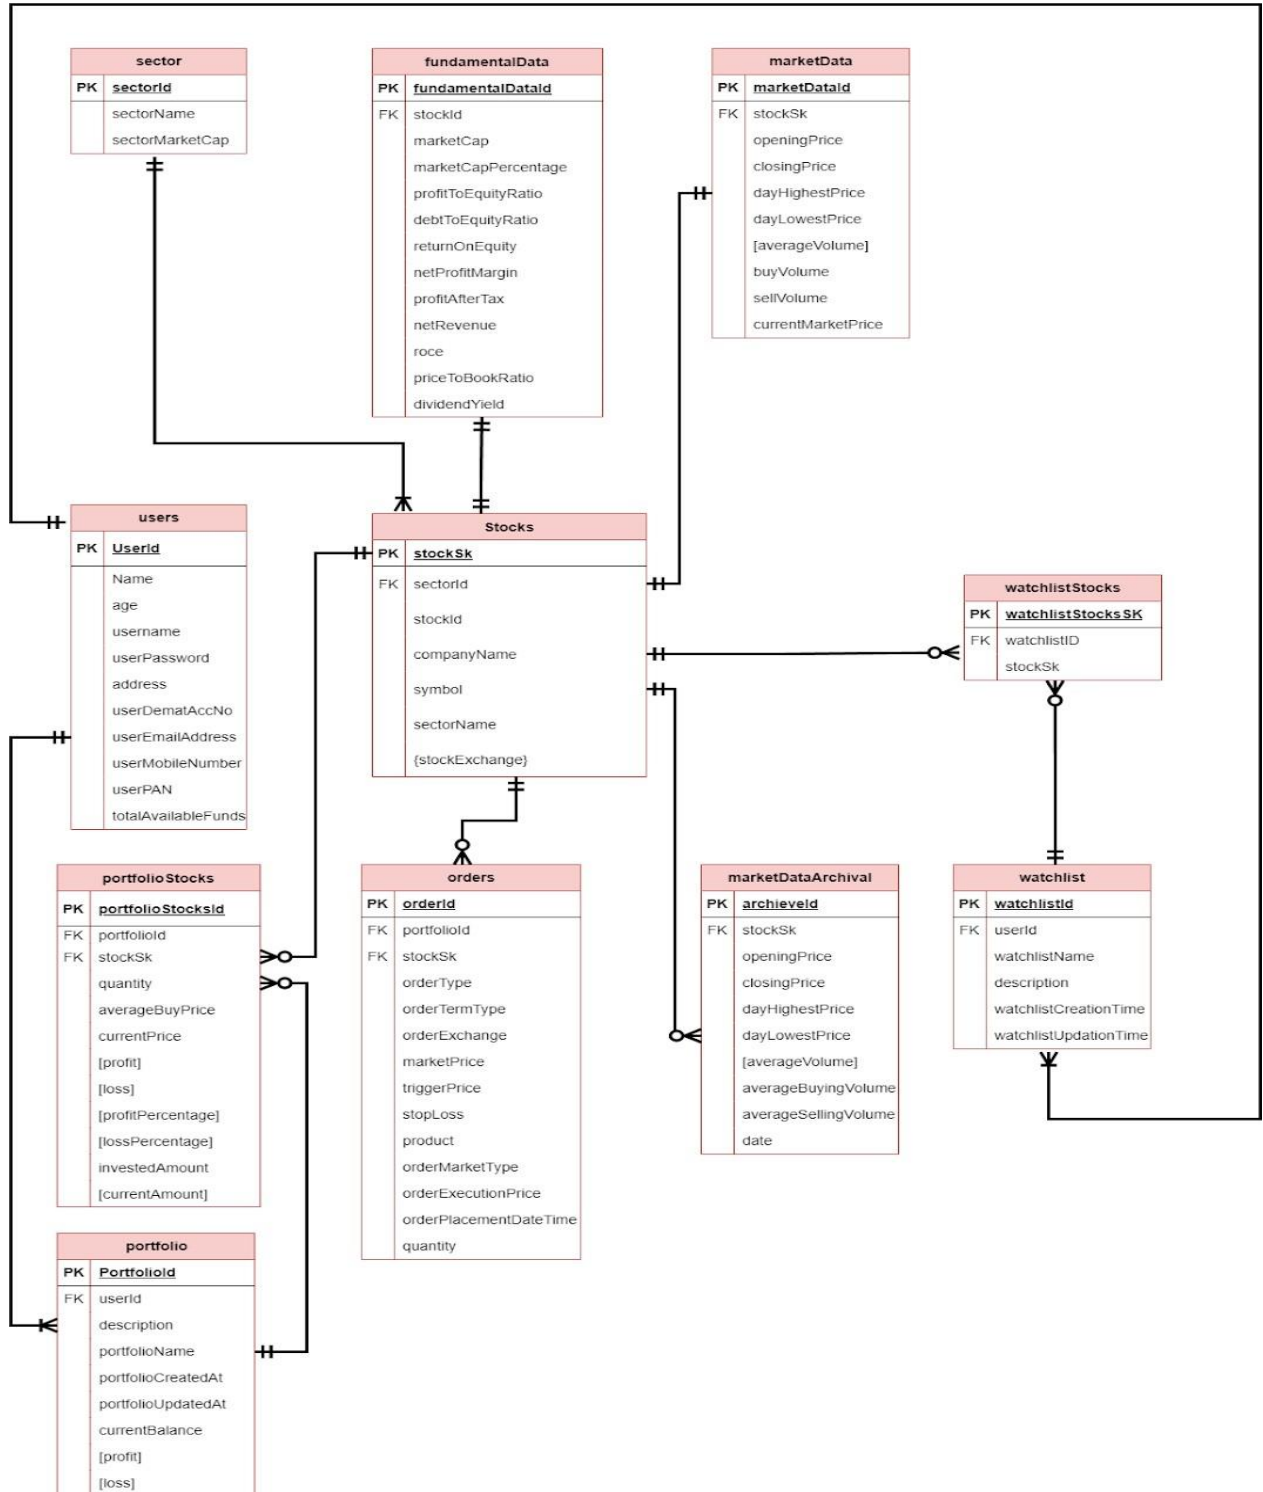 sector
PK sectorId
sectorName
sectorMarketCap
fundamentalData
PK fundamentalDataId
FK stockId
marketCap
marketCapPercentage
profitToEquityRatio
debtToEquityRatio
returnOnEquity
netProfitMargin
profitAfterTax
netRevenue
roce
priceToBookRatio
dividendYield
marketData
PK marketDataId
FK stockSk
openingPrice
closingPrice
dayHighestPrice
dayLowestPrice
[averageVolume]
buyVolume
sellVolume
currentMarketPrice
users
PK UserId
Name
age
username
userPassword
address
userDematAccNo
userEmailAddress
userMobileNumber
userPAN
totalAvailableFunds
Stocks
PK stockSk
FK sectorId
stockId
companyName
symbol
sectorName
{stockExchange}
watchlistStocks
PK watchlistStocksSK
FK watchlistID
stockSk
portfolioStocks
PK portfolioStocksId
FK portfolioId
FK stockSk
quantity
averageBuyPrice
currentPrice
[profit]
[loss]
[profitPercentage]
[lossPercentage]
investedAmount
[currentAmount]
orders
PK orderId
FK portfolioId
FK stockSk
orderType
orderTermType
orderExchange
marketPrice
triggerPrice
stopLoss
product
orderMarketType
orderExecutionPrice
orderPlacementDateTime
quantity
marketDataArchival
PK archieveId
FK stockSk
openingPrice
closingPrice
dayHighestPrice
dayLowestPrice
[averageVolume]
averageBuyingVolume
averageSellingVolume
date
watchlist
PK watchlistId
FK userId
watchlistName
description
watchlistCreationTime
watchlistUpdationTime
portfolio
PK PortfolioId
FK userId
description
portfolioName
portfolioCreatedAt
portfolioUpdatedAt
currentBalance
[profit]
[loss]